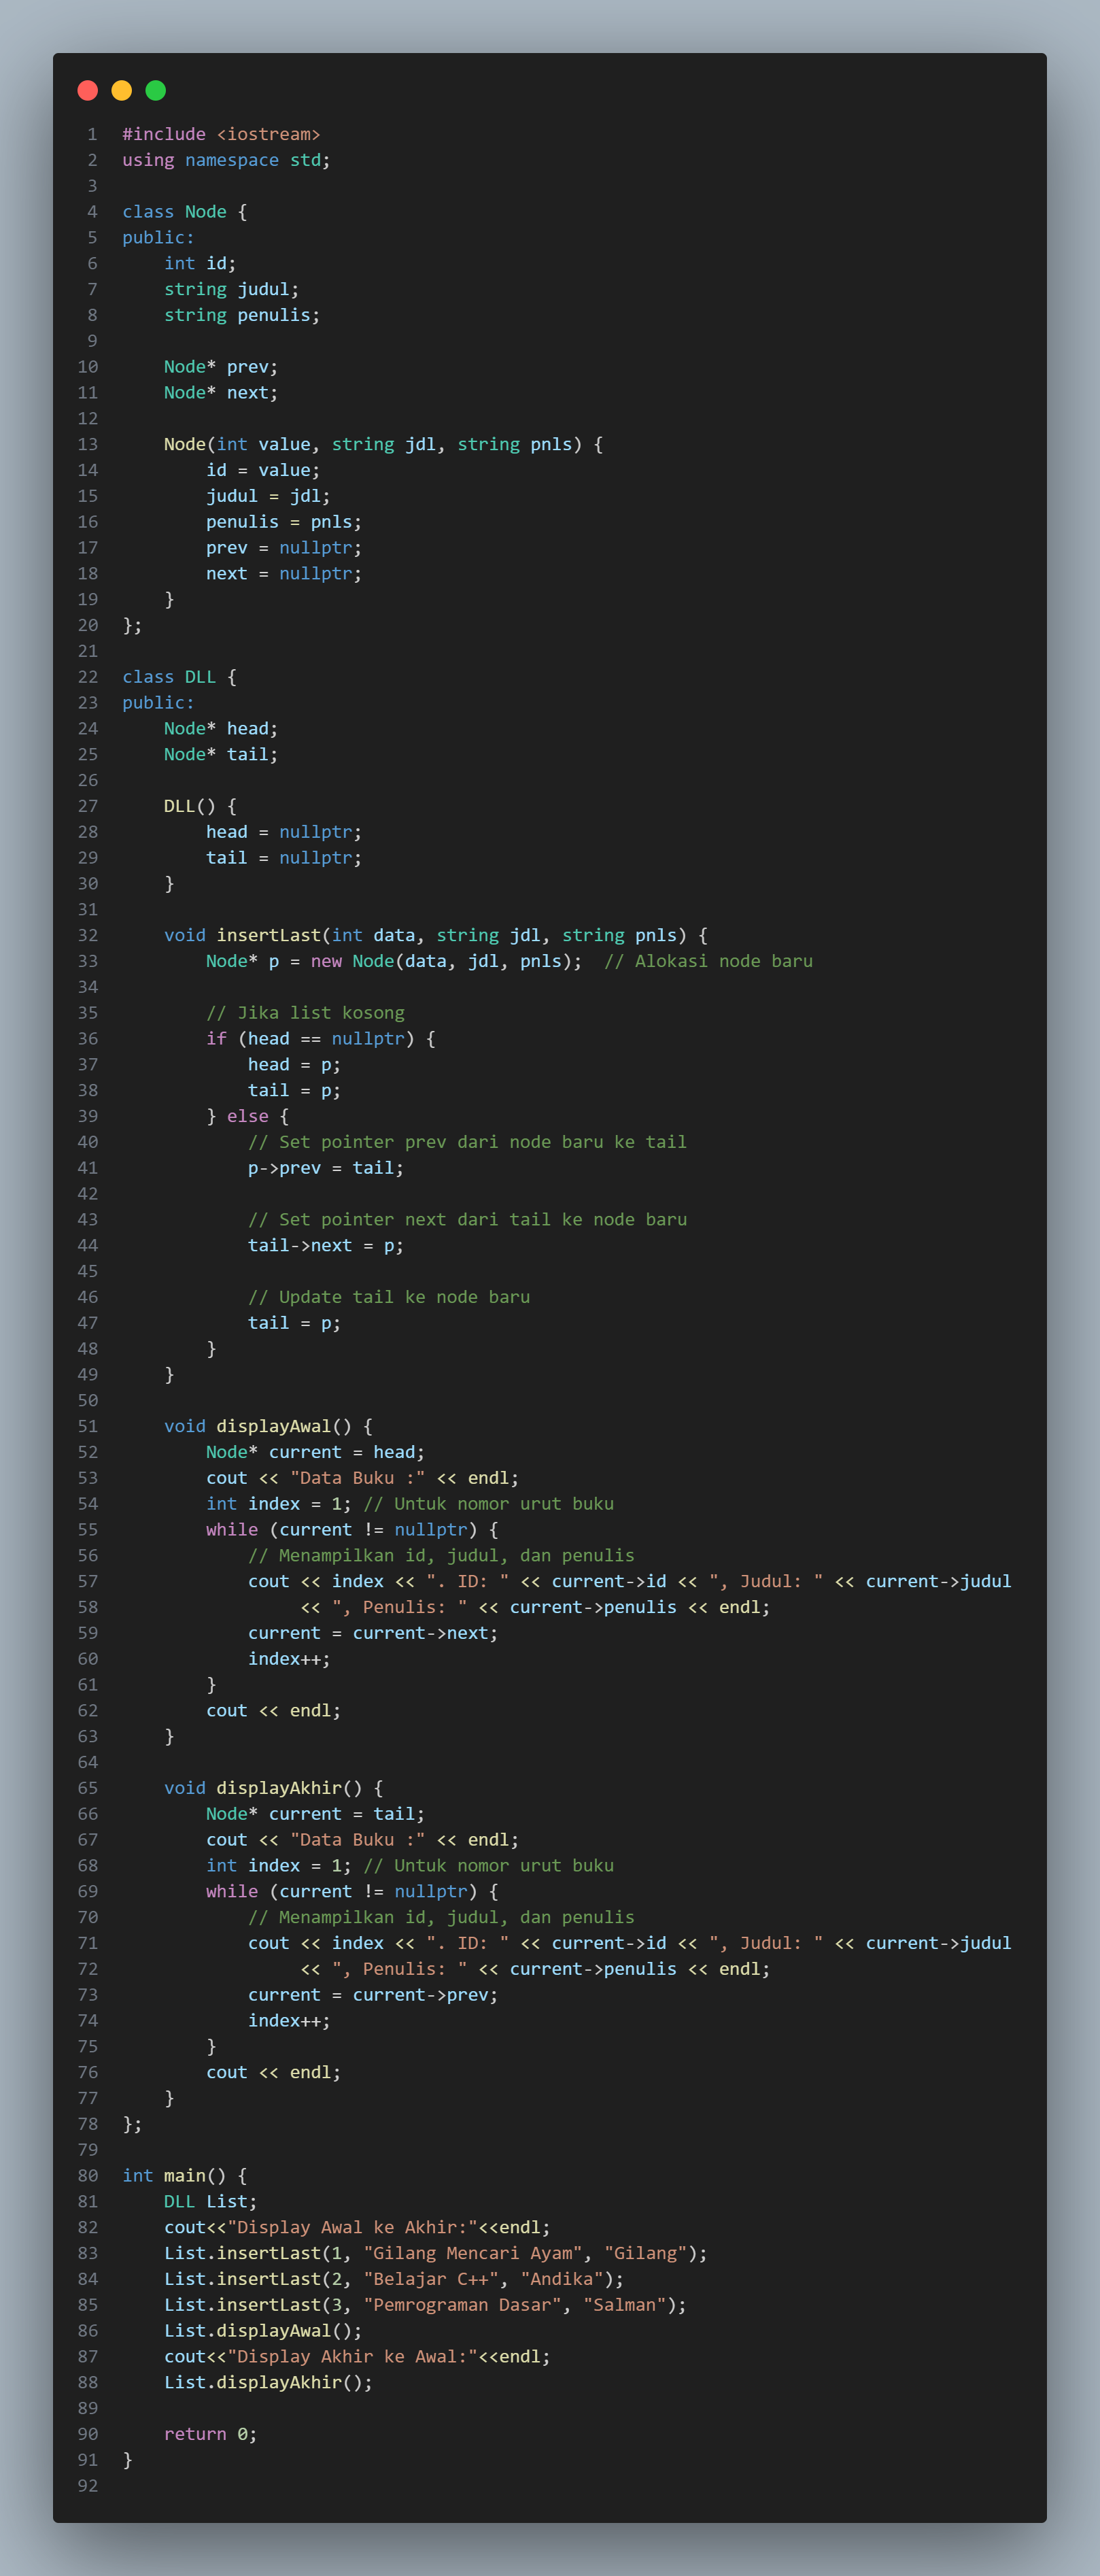 1 #include <iostream>
2 using namespace std;
3
4 class Node {
5 public:
6     int id;
7     string judul;
8     string penulis;
9
10     Node* prev;
11     Node* next;
12
13     Node(int value, string jdl, string pnls) {
14         id = value;
15         judul = jdl;
16         penulis = pnls;
17         prev = nullptr;
18         next = nullptr;
19     }
20 };
21
22 class DLL {
23 public:
24     Node* head;
25     Node* tail;
26
27     DLL() {
28         head = nullptr;
29         tail = nullptr;
30     }
31
32     void insertLast(int data, string jdl, string pnls) {
33         Node* p = new Node(data, jdl, pnls);  // Alokasi node baru
34
35         // Jika list kosong
36         if (head == nullptr) {
37             head = p;
38             tail = p;
39         } else {
40             // Set pointer prev dari node baru ke tail
41             p->prev = tail;
42
43             // Set pointer next dari tail ke node baru
44             tail->next = p;
45
46             // Update tail ke node baru
47             tail = p;
48         }
49     }
50
51     void displayAwal() {
52         Node* current = head;
53         cout << "Data Buku :" << endl;
54         int index = 1; // Untuk nomor urut buku
55         while (current != nullptr) {
56             // Menampilkan id, judul, dan penulis
57             cout << index << ". ID: " << current->id << ", Judul: " << current->judul
58                  << ", Penulis: " << current->penulis << endl;
59             current = current->next;
60             index++;
61         }
62         cout << endl;
63     }
64
65     void displayAkhir() {
66         Node* current = tail;
67         cout << "Data Buku :" << endl;
68         int index = 1; // Untuk nomor urut buku
69         while (current != nullptr) {
70             // Menampilkan id, judul, dan penulis
71             cout << index << ". ID: " << current->id << ", Judul: " << current->judul
72                  << ", Penulis: " << current->penulis << endl;
73             current = current->prev;
74             index++;
75         }
76         cout << endl;
77     }
78 };
79
80 int main() {
81     DLL List;
82     cout<<"Display Awal ke Akhir:"<<endl;
83     List.insertLast(1, "Gilang Mencari Ayam", "Gilang");
84     List.insertLast(2, "Belajar C++", "Andika");
85     List.insertLast(3, "Pemrograman Dasar", "Salman");
86     List.displayAwal();
87     cout<<"Display Akhir ke Awal:"<<endl;
88     List.displayAkhir();
89
90     return 0;
91 }
92